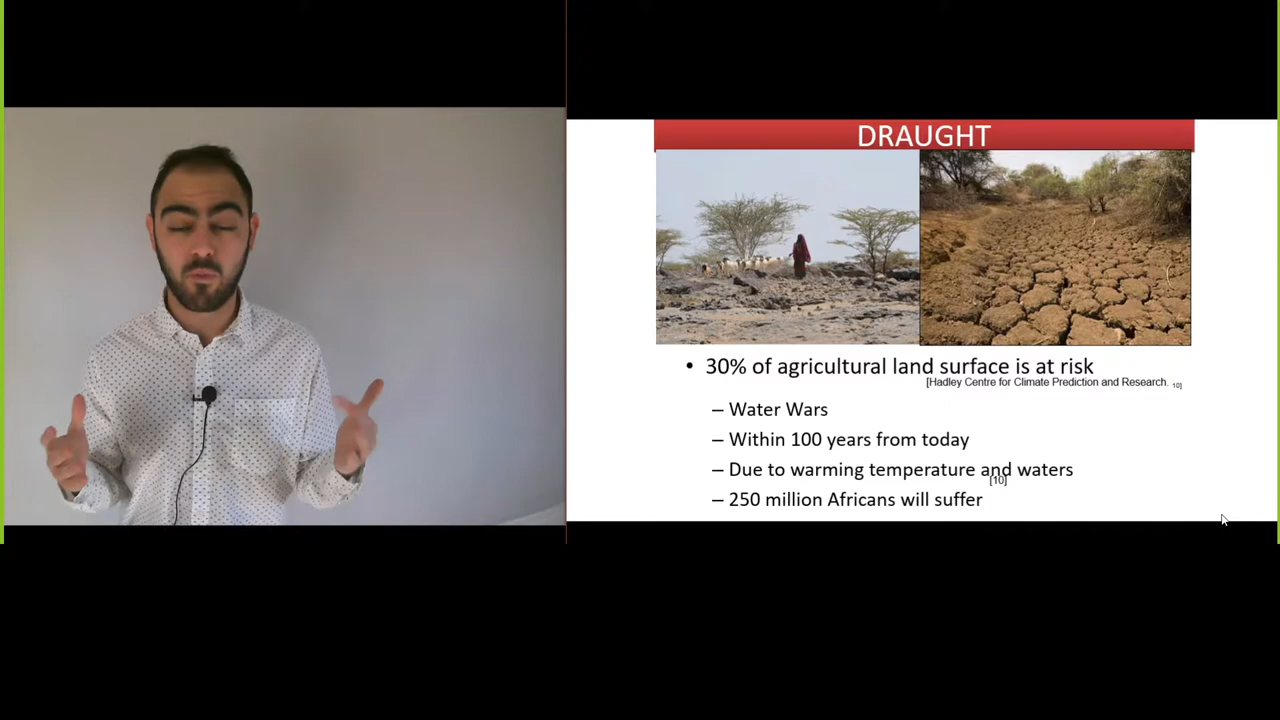 DRAUGHT
• 30% of agricultural land surface is at risk
[Hadley Centre for Climate Prediction and Research. 10]
– Water Wars
– Within 100 years from today
– Due to warming temperature and waters
[10]
– 250 million Africans will suffer